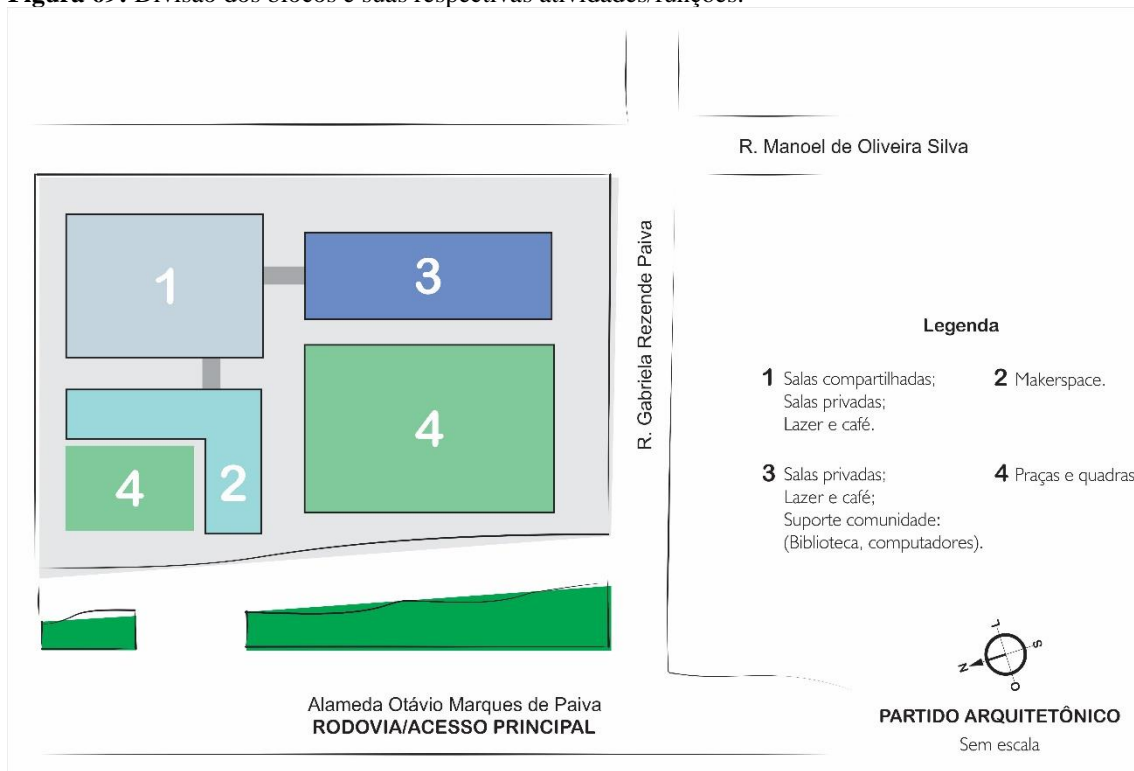 Figura 69: Divisão dos blocos e suas respectivas atividades/funções.
R. Manoel de Oliveira Silva
R. Gabriela Rezende Paiva
1
3
4
4
2
Legenda
1 Salas compartilhadas;
Salas privadas;
Lazer e café.
2 Makerspace.
3 Salas privadas;
Lazer e café;
Suporte comunidade:
(Biblioteca, computadores).
4 Praças e quadras
Alameda Otávio Marques de Paiva
RODOVIA/ACESSO PRINCIPAL
L
S
N
O
PARTIDO ARQUITETÔNICO
Sem escala